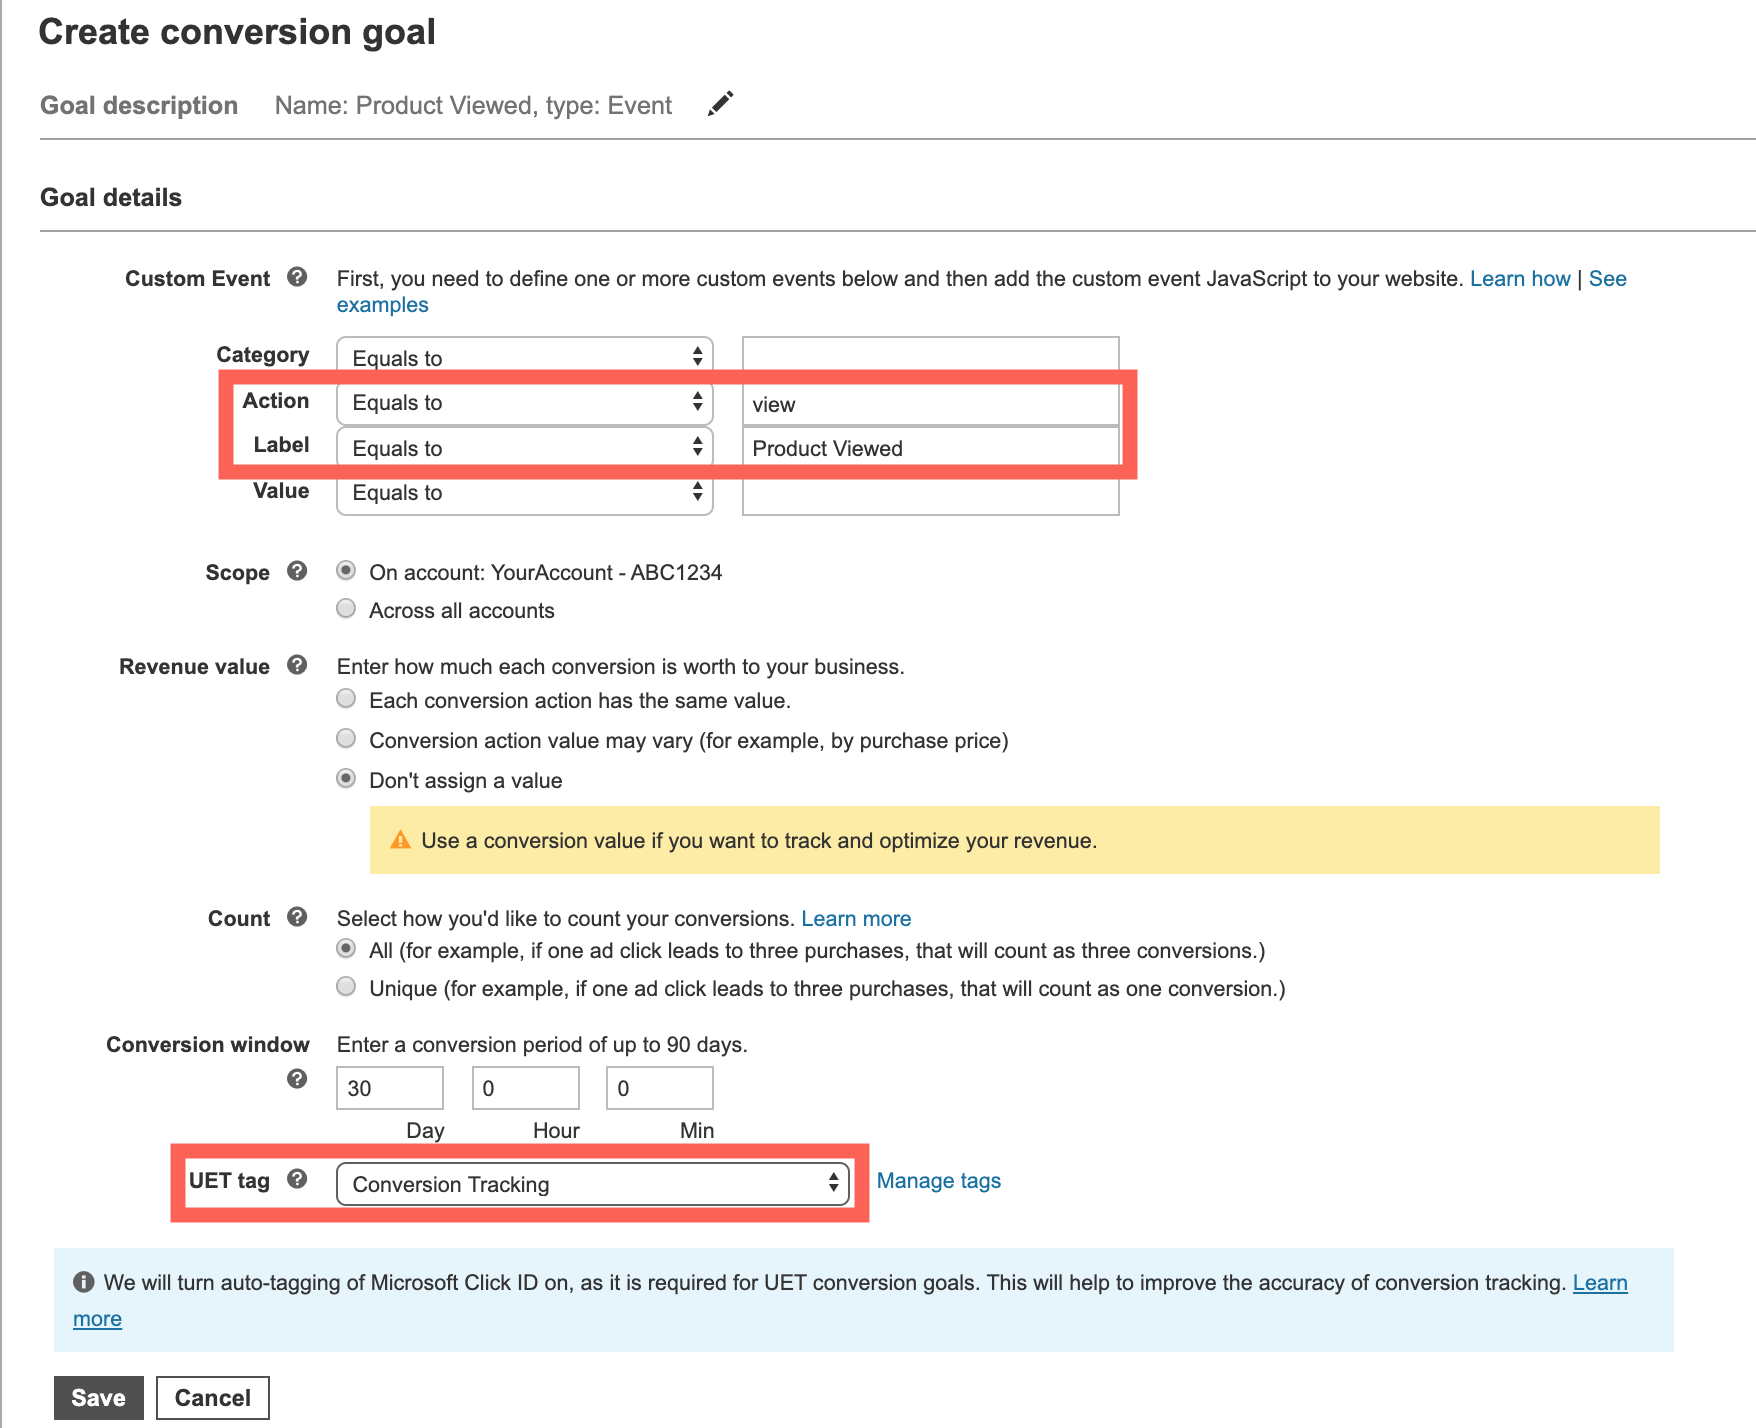 Create conversion goal
Goal description Name: Product Viewed, type: Event
Goal details
Custom Event First, you need to define one or more custom events below and then add the custom event JavaScript to your website. Learn how | See
examples
Category Equals to
Action Equals to view
Label Equals to Product Viewed
Value Equals to
Scope On account: YourAccount - ABC1234
Across all accounts
Revenue value Enter how much each conversion is worth to your business.
Each conversion action has the same value.
Conversion action value may vary (for example, by purchase price)
Don't assign a value
Use a conversion value if you want to track and optimize your revenue.
Count Select how you'd like to count your conversions. Learn more
All (for example, if one ad click leads to three purchases, that will count as three conversions.)
Unique (for example, if one ad click leads to three purchases, that will count as one conversion.)
Conversion window Enter a conversion period of up to 90 days.
30 0 0
Day Hour Min
UET tag Conversion Tracking Manage tags
We will turn auto-tagging of Microsoft Click ID on, as it is required for UET conversion goals. This will help to improve the accuracy of conversion tracking. Learn
more
Save Cancel